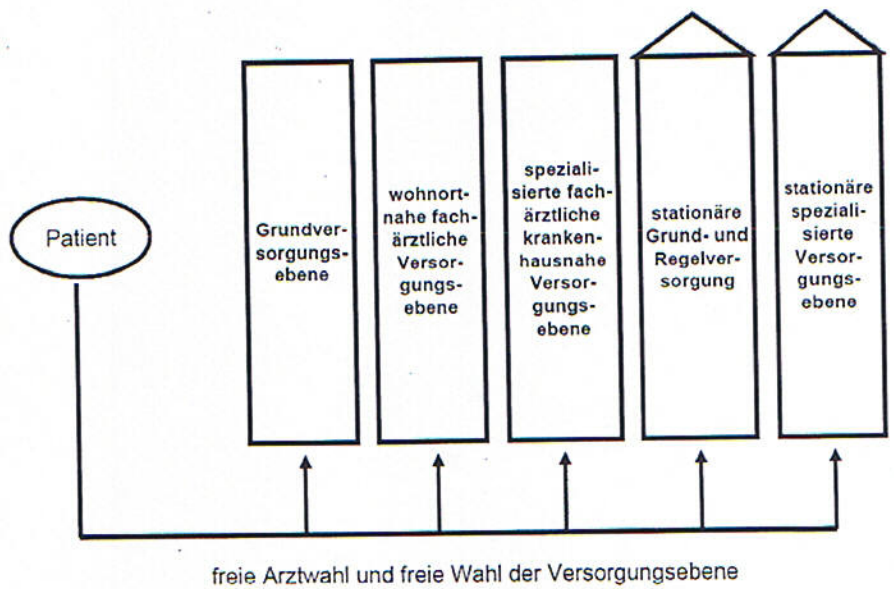 Patient
Grundver-
sorgungs-
ebene
wohnort-
nahe fach-
ärztliche
Versor-
gungs-
ebene
speziali-
sierte fach-
ärztliche
kranken-
hausnahe
Versor-
gungs-
ebene
stationäre
Grund- und
Regelver-
sorgung
stationäre
speziali-
sierte
Versor-
gungs-
ebene
freie Arztwahl und freie Wahl der Versorgungsebene